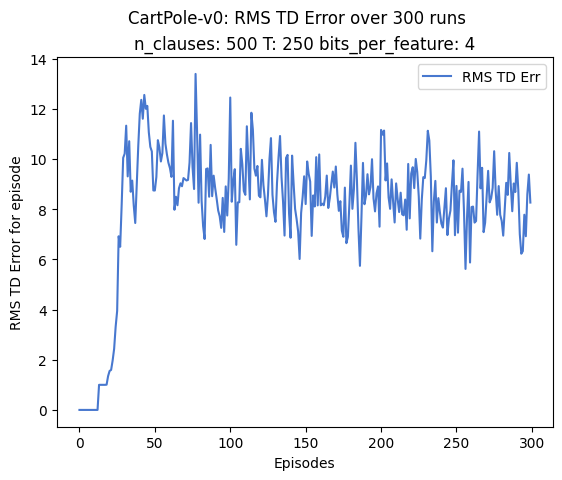 CartPole-v0: RMS TD Error over 300 runs
n_clauses: 500 T: 250 bits_per_feature: 4
RMS TD Err
RMS TD Error for episode
14
12
10
8
6
4
2
0
0 50 100 150 200 250 300
Episodes